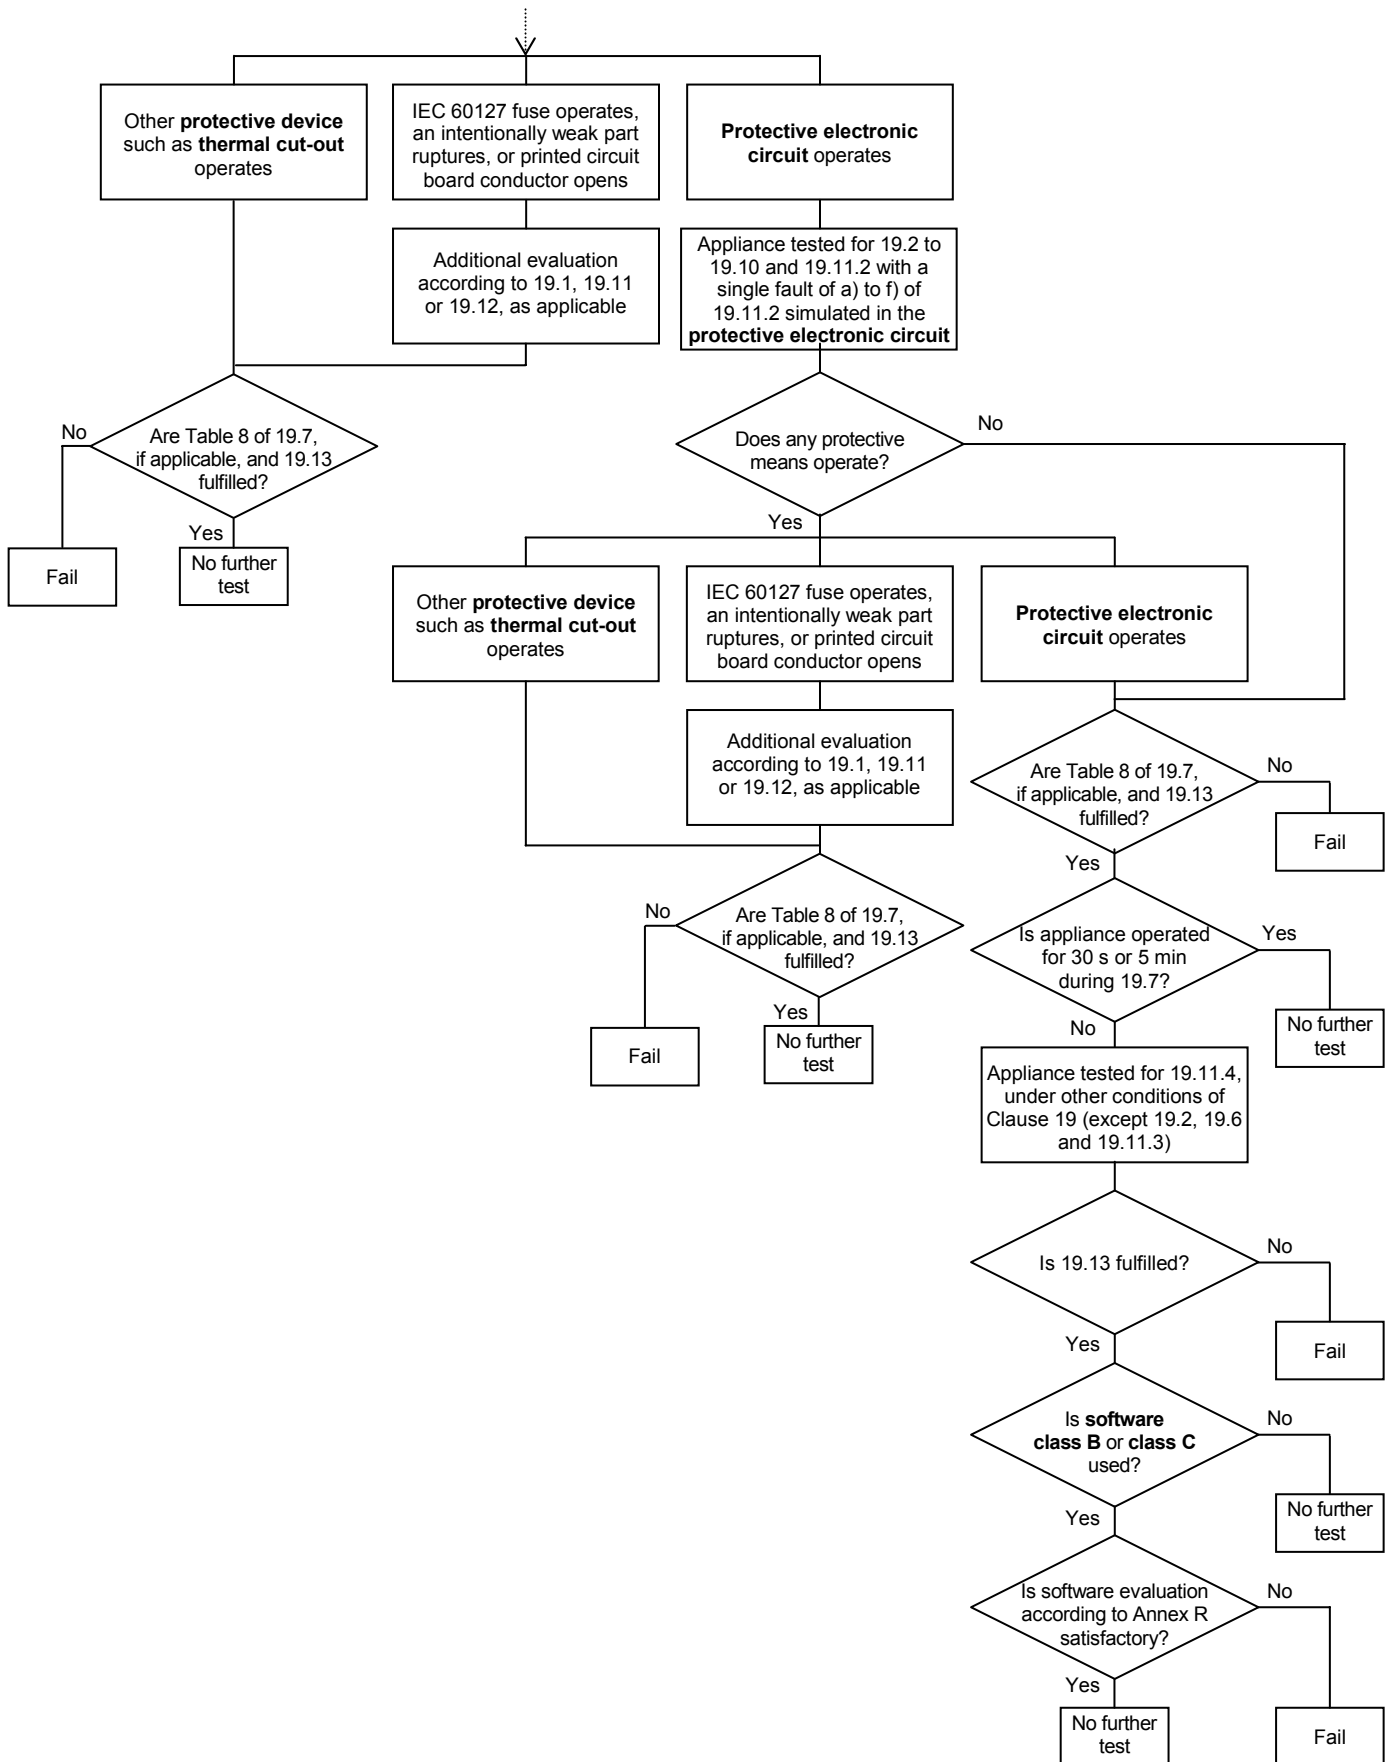 Other protective device
such as thermal cut-out
operates
IEC 60127 fuse operates,
an intentionally weak part
ruptures, or printed circuit
board conductor opens
Protective electronic
circuit operates
Additional evaluation
according to 19.1, 19.11
or 19.12, as applicable
Appliance tested for 19.2 to
19.10 and 19.11.2 with a
single fault of a) to f) of
19.11.2 simulated in the
protective electronic circuit
No
Are Table 8 of 19.7,
if applicable, and 19.13
fulfilled?
Yes
Fail
No further
test
Does any protective
means operate?
No
Yes
Other protective device
such as thermal cut-out
operates
IEC 60127 fuse operates,
an intentionally weak part
ruptures, or printed circuit
board conductor opens
Protective electronic
circuit operates
Additional evaluation
according to 19.1, 19.11
or 19.12, as applicable
No
Are Table 8 of 19.7,
if applicable, and 19.13
fulfilled?
Yes
Fail
No further
test
Are Table 8 of 19.7,
if applicable, and 19.13
fulfilled?
No
Fail
Yes
Is appliance operated
for 30 s or 5 min
during 19.7?
Yes
No further
test
No
Appliance tested for 19.11.4,
under other conditions of
Clause 19 (except 19.2, 19.6
and 19.11.3)
Is 19.13 fulfilled?
No
Fail
Yes
Is software
class B or class C
used?
No
No further
test
Yes
Is software evaluation
according to Annex R
satisfactory?
No
Fail
Yes
No further
test